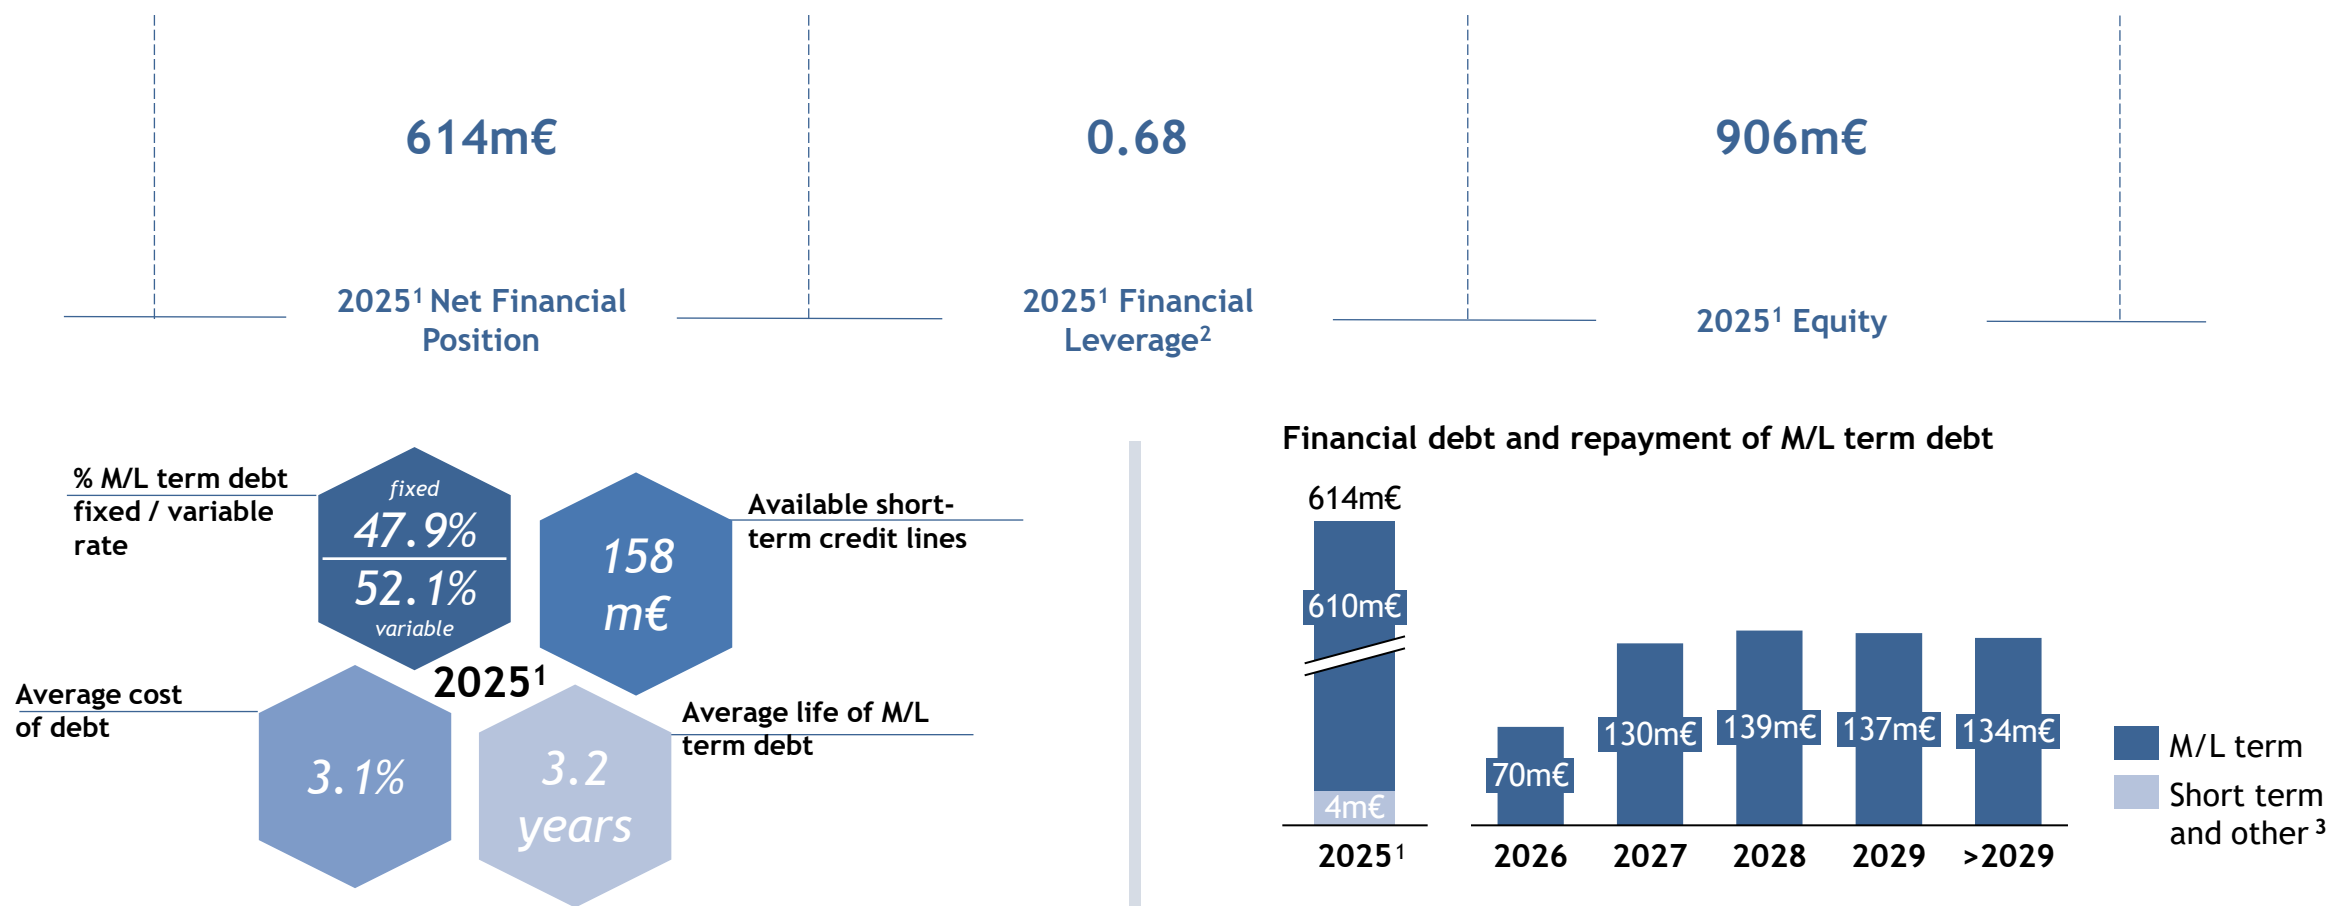 614m€
0.68
906m€
2025¹ Net Financial
Position
2025¹ Financial
Leverage²
2025¹ Equity
% M/L term debt
fixed / variable
rate
fixed
47.9%
52.1%
variable
158
m€
Available short-
term credit lines
2025¹
Average cost
of debt
3.1%
3.2
years
Average life of M/L
term debt
Financial debt and repayment of M/L term debt
614m€
610m€
4m€
70m€
130m€
139m€
137m€
134m€
2025¹
2026
2027
2028
2029
>2029
M/L term
Short term
and other ³